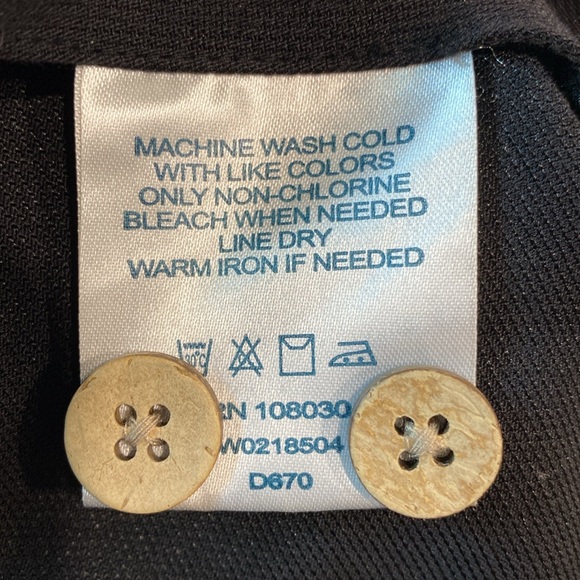 MACHINE WASH COLD
WITH LIKE COLORS
ONLY NON-CHLORINE
BLEACH WHEN NEEDED
LINE DRY
WARM IRON IF NEEDED
30°C
RN 108030
W0218504
D670